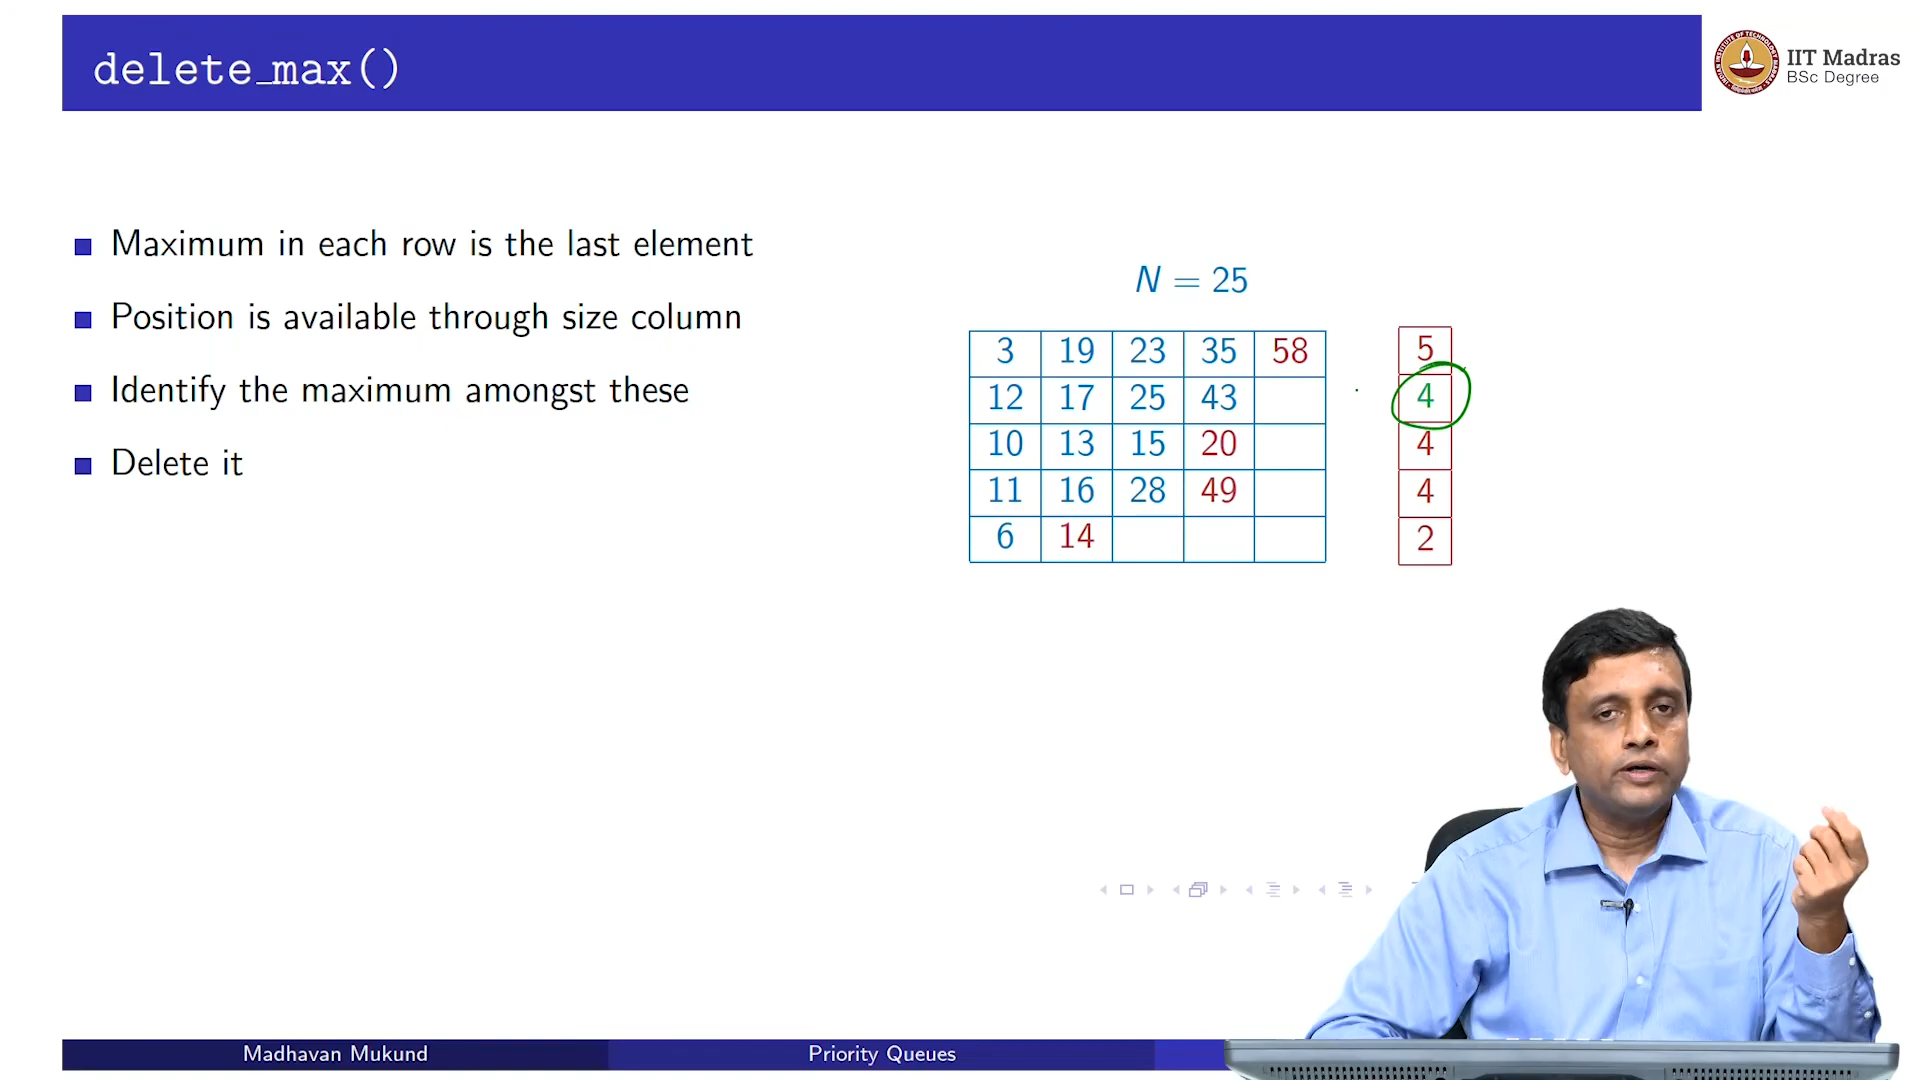 delete_max()
IIT Madras
BSc Degree
Maximum in each row is the last element
Position is available through size column
Identify the maximum amongst these
Delete it
N = 25
3 19 23 35 58 5
12 17 25 43 4
10 13 15 20 4
11 16 28 49 4
6 14 2
Madhavan Mukund
Priority Queues